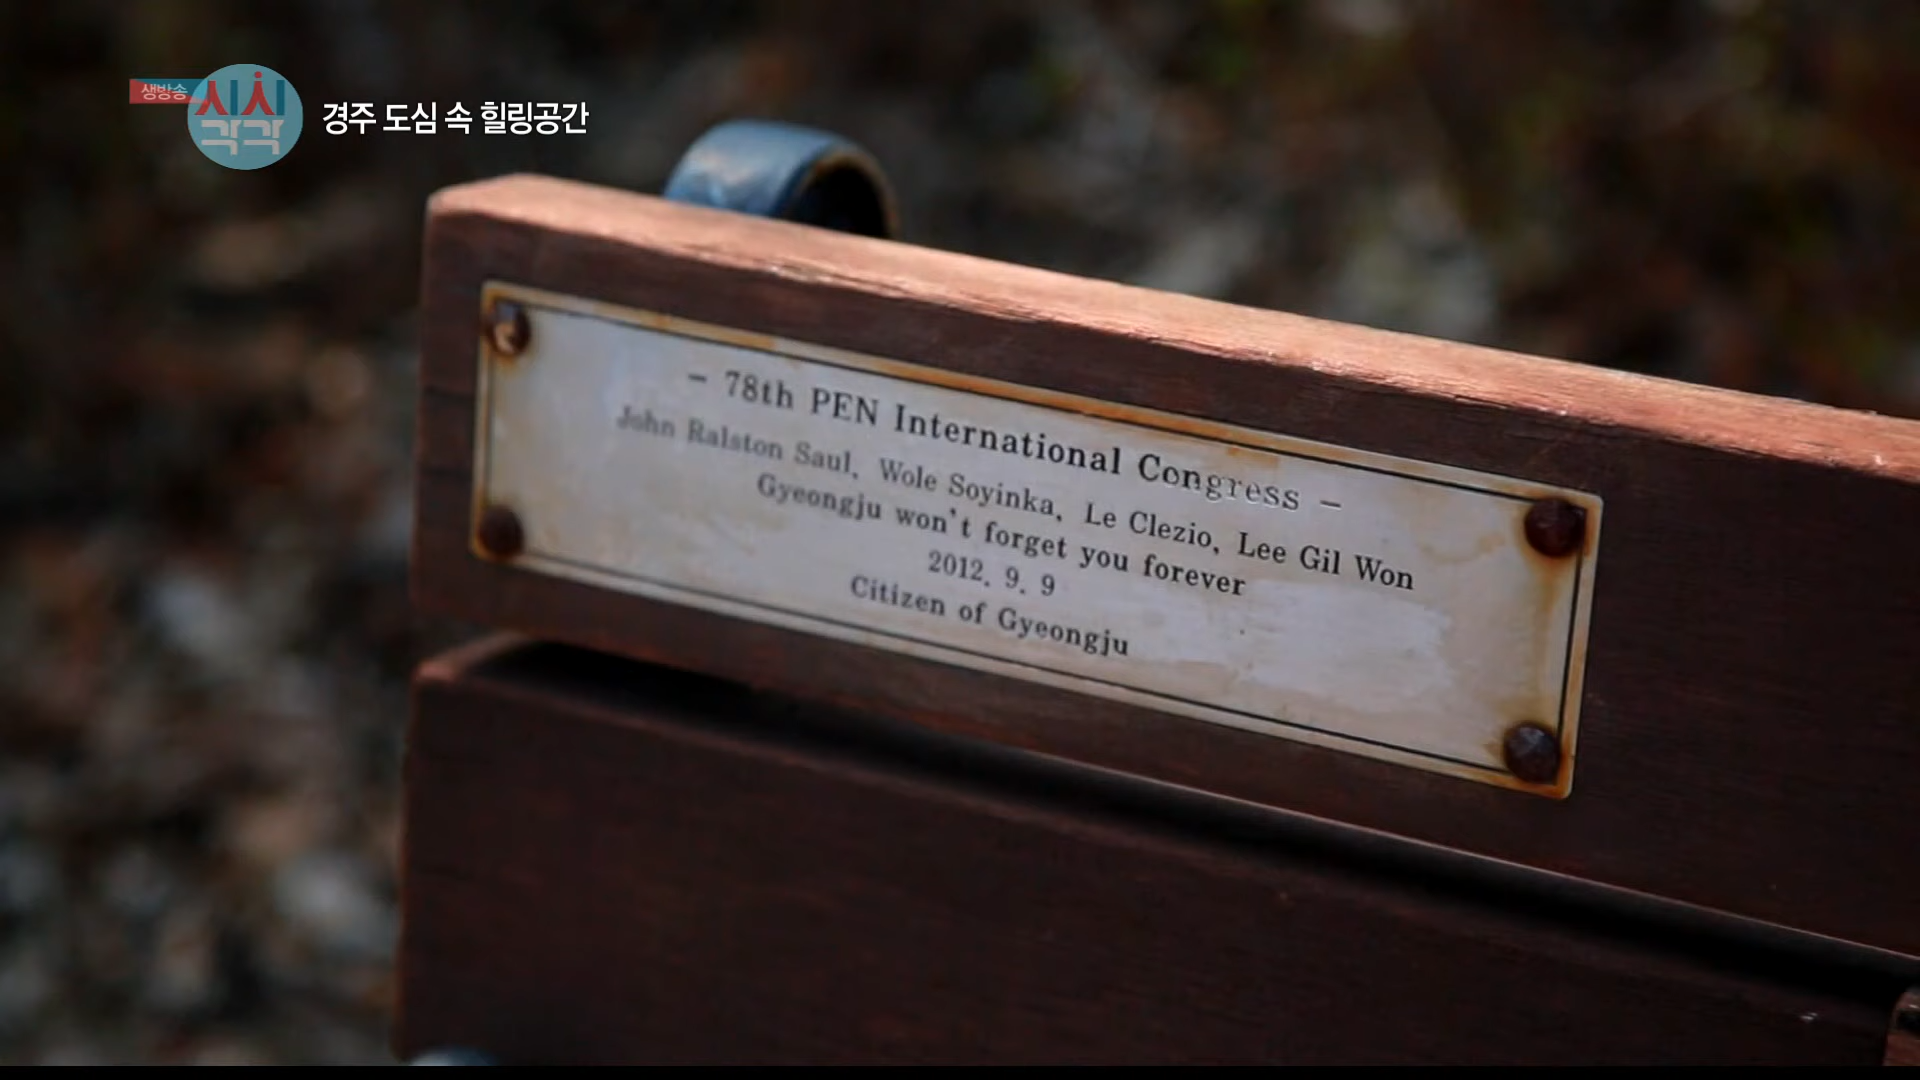 생방송
시시
각각
경주 도심 속 힐링공간
– 78th PEN International Congress –
John Ralston Saul, Wole Soyinka, Le Clezio, Lee Gil Won
Gyeongju won't forget you forever
2012. 9. 9
Citizen of Gyeongju